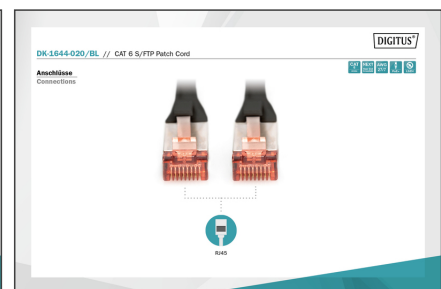 DIGITUS®
DK-1644-020/BL // CAT 6 S/FTP Patch Cord
Anschlüsse
Connections
RJ45